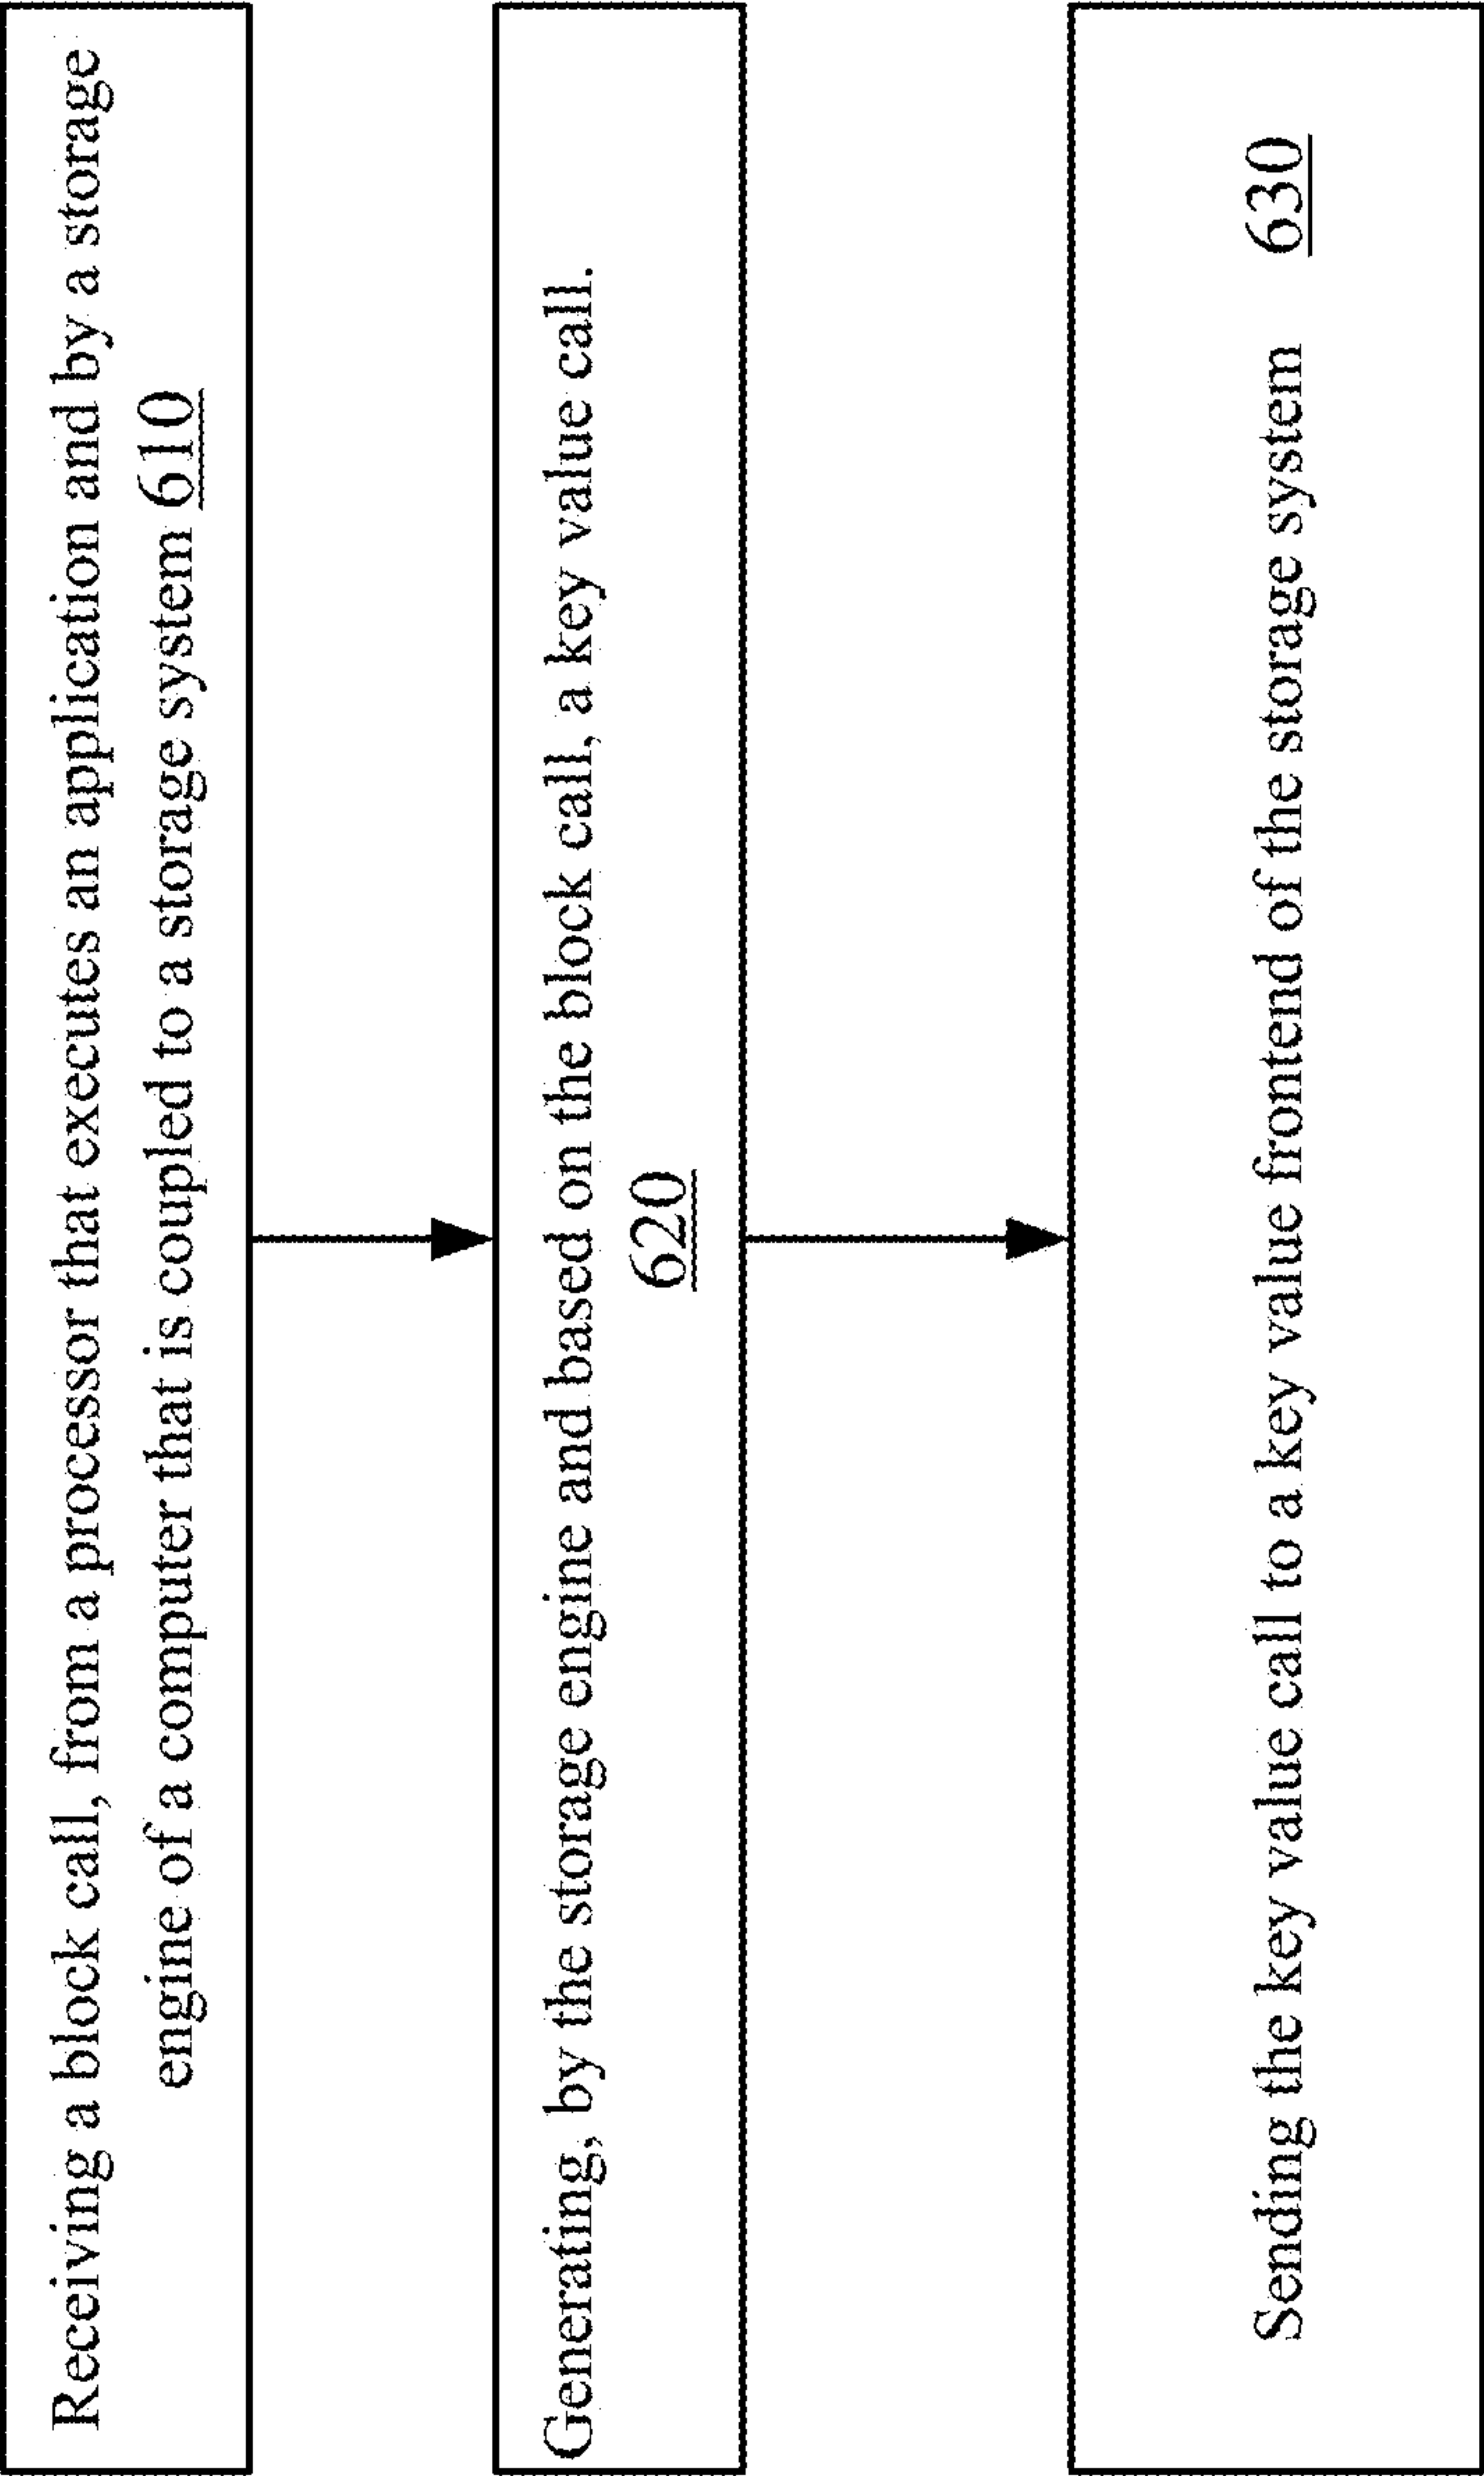 Receiving a block call, from a processor that executes an application and by a storage
engine of a computer that is coupled to a storage system 610
Generating, by the storage engine and based on the block call, a key value call.
620
Sending the key value call to a key value frontend of the storage system 630